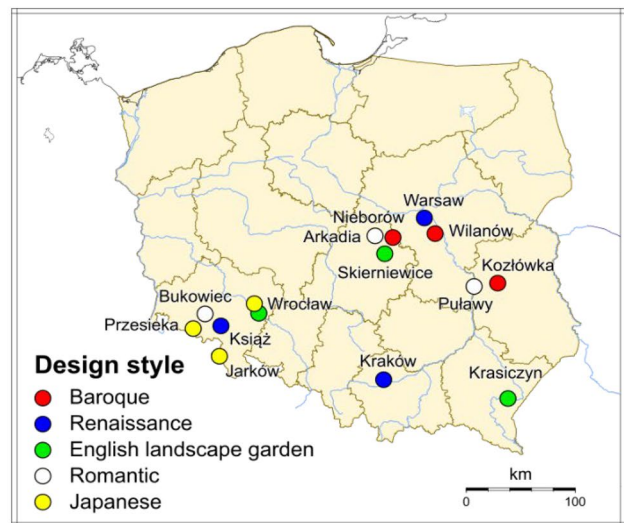 Warsaw
Nieborów
Arkadia
Wilanów
Skierniewice
Kozłówka
Bukowiec
Wrocław
Puławy
Przesieka
Książ
Design style
Jarków
Kraków
Krasiczyn
Baroque
Renaissance
English landscape garden
Romantic
Japanese
km
0 100